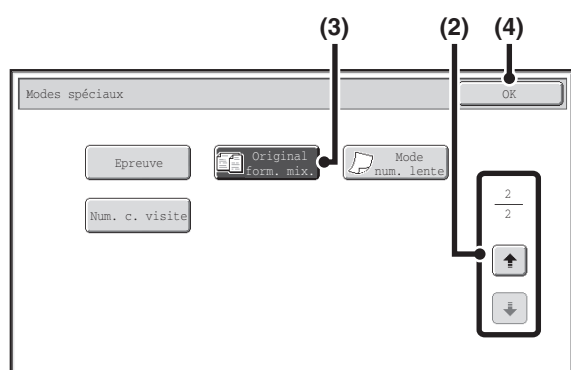 (3) (2) (4)
Modes spéciaux OK
Epreuve
Original
form. mix.
Mode
num. lente
Num. c. visite
2
2